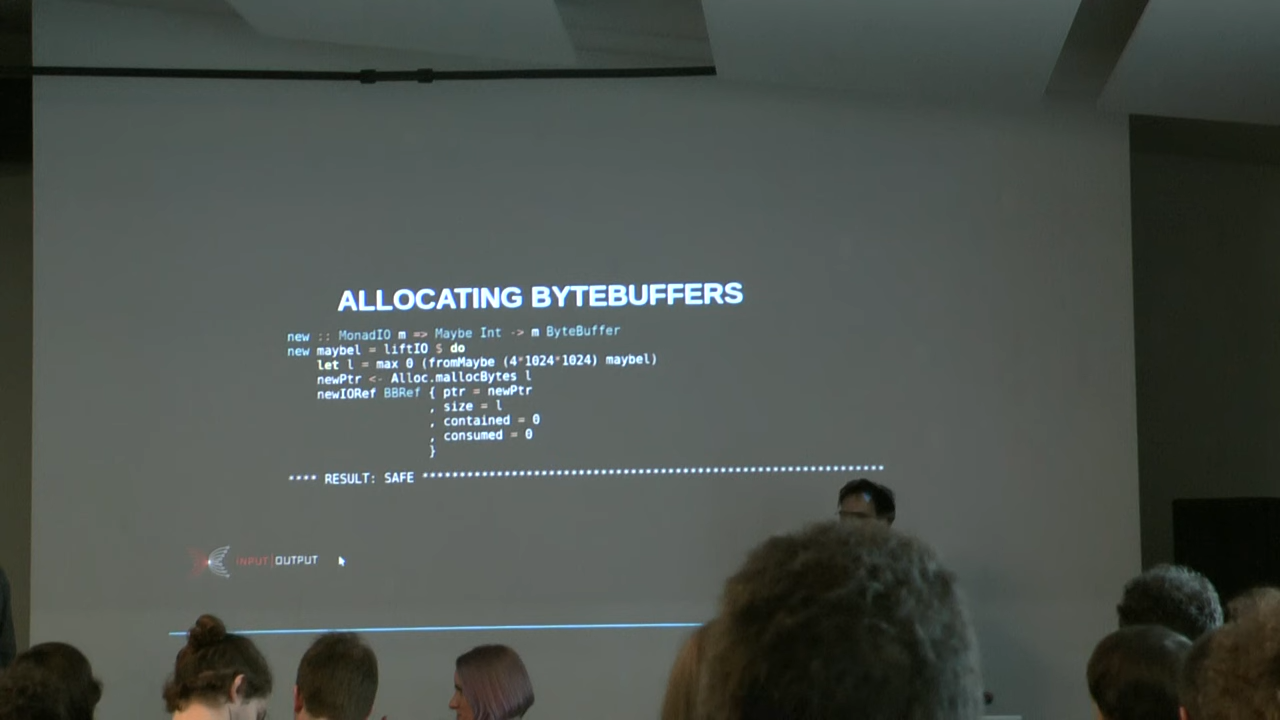 ALLOCATING BYTEBUFFERS
new :: MonadIO m => Maybe Int -> m ByteBuffer
new maybel = liftIO $ do
    let l = max 0 (fromMaybe (4*1024*1024) maybel)
    newPtr <- Alloc.mallocBytes l
    newIORef BBRef { ptr = newPtr
                   , size = l
                   , contained = 0
                   , consumed = 0
                   }
**** RESULT: SAFE ***************************************************************
INPUT|OUTPUT